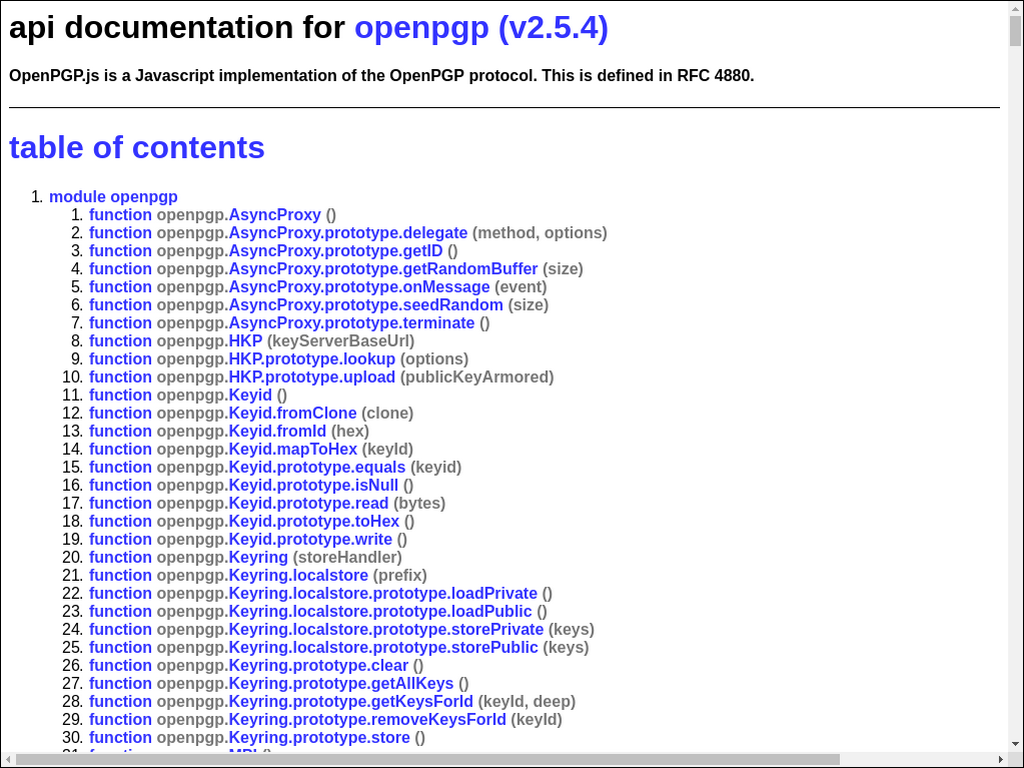 api documentation for openpgp (v2.5.4)
OpenPGP.js is a Javascript implementation of the OpenPGP protocol. This is defined in RFC 4880.
table of contents
1. module openpgp
1. function openpgp.AsyncProxy ()
2. function openpgp.AsyncProxy.prototype.delegate (method, options)
3. function openpgp.AsyncProxy.prototype.getID ()
4. function openpgp.AsyncProxy.prototype.getRandomBuffer (size)
5. function openpgp.AsyncProxy.prototype.onMessage (event)
6. function openpgp.AsyncProxy.prototype.seedRandom (size)
7. function openpgp.AsyncProxy.prototype.terminate ()
8. function openpgp.HKP (keyServerBaseUrl)
9. function openpgp.HKP.prototype.lookup (options)
10. function openpgp.HKP.prototype.upload (publicKeyArmored)
11. function openpgp.Keyid ()
12. function openpgp.Keyid.fromClone (clone)
13. function openpgp.Keyid.fromId (hex)
14. function openpgp.Keyid.mapToHex (keyId)
15. function openpgp.Keyid.prototype.equals (keyid)
16. function openpgp.Keyid.prototype.isNull ()
17. function openpgp.Keyid.prototype.read (bytes)
18. function openpgp.Keyid.prototype.toHex ()
19. function openpgp.Keyid.prototype.write ()
20. function openpgp.Keyring (storeHandler)
21. function openpgp.Keyring.localstore (prefix)
22. function openpgp.Keyring.localstore.prototype.loadPrivate ()
23. function openpgp.Keyring.localstore.prototype.loadPublic ()
24. function openpgp.Keyring.localstore.prototype.storePrivate (keys)
25. function openpgp.Keyring.localstore.prototype.storePublic (keys)
26. function openpgp.Keyring.prototype.clear ()
27. function openpgp.Keyring.prototype.getAllKeys ()
28. function openpgp.Keyring.prototype.getKeysForId (keyId, deep)
29. function openpgp.Keyring.prototype.removeKeysForId (keyId)
30. function openpgp.Keyring.prototype.store ()